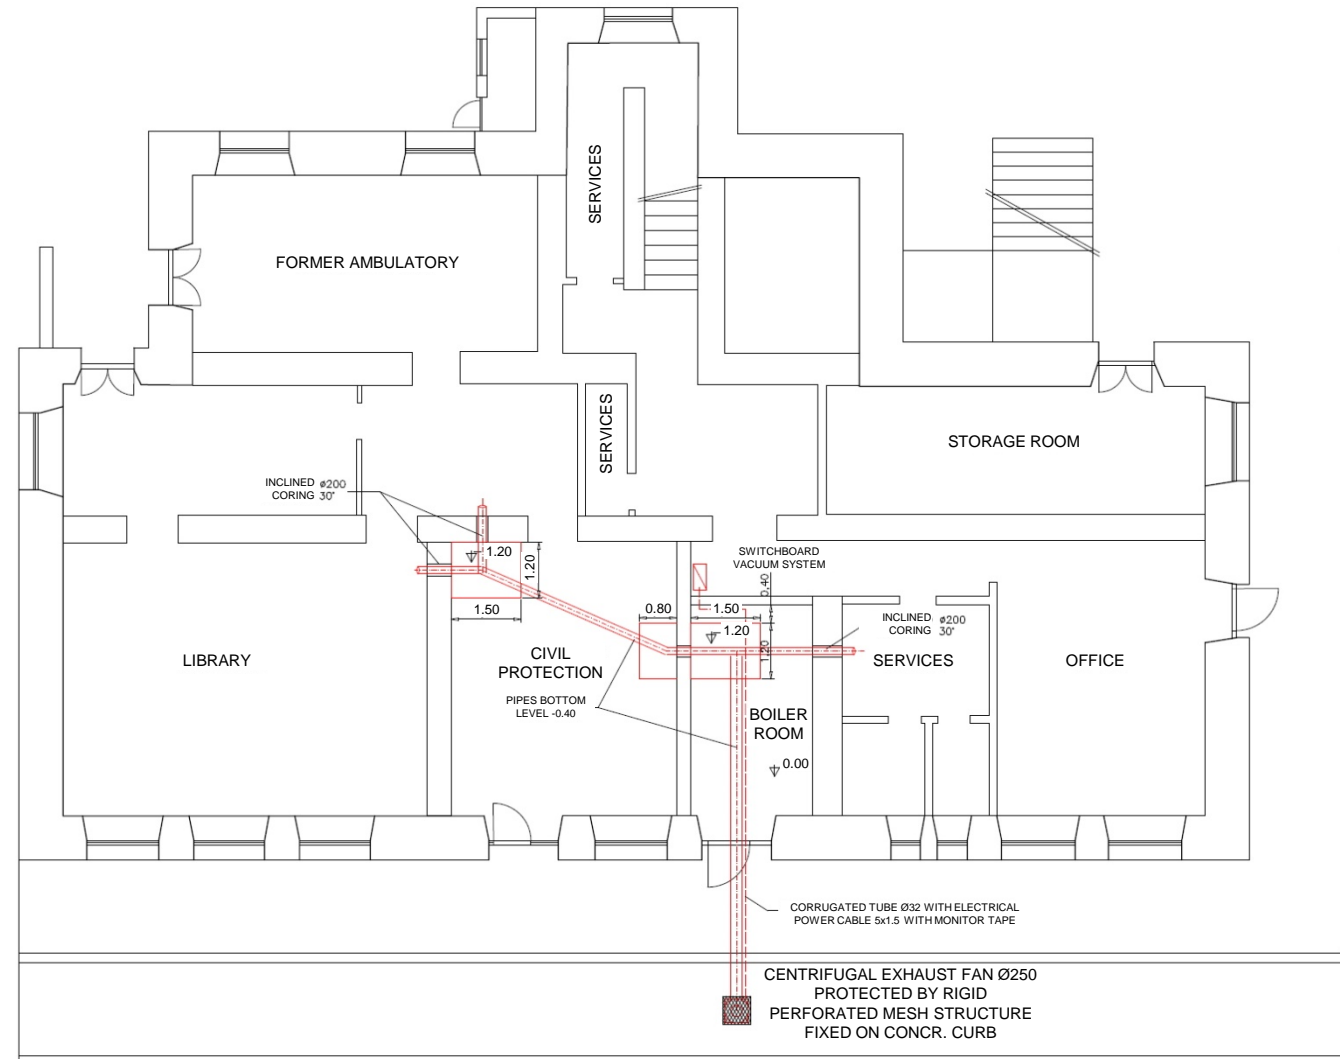 SERVICES
FORMER AMBULATORY
SERVICES
STORAGE ROOM
INCLINED ø200
CORING 30°
1.20
1.20
1.50
SWITCHBOARD
VACUUM SYSTEM
0.40
0.80
1.50
1.20
1.20
INCLINED ø200
CORING 30°
LIBRARY
CIVIL
PROTECTION
SERVICES
OFFICE
PIPES BOTTOM
LEVEL -0.40
BOILER
ROOM
0.00
CORRUGATED TUBE Ø32 WITH ELECTRICAL
POWER CABLE 5x1.5 WITH MONITOR TAPE
CENTRIFUGAL EXHAUST FAN Ø250
PROTECTED BY RIGID
PERFORATED MESH STRUCTURE
FIXED ON CONCR. CURB